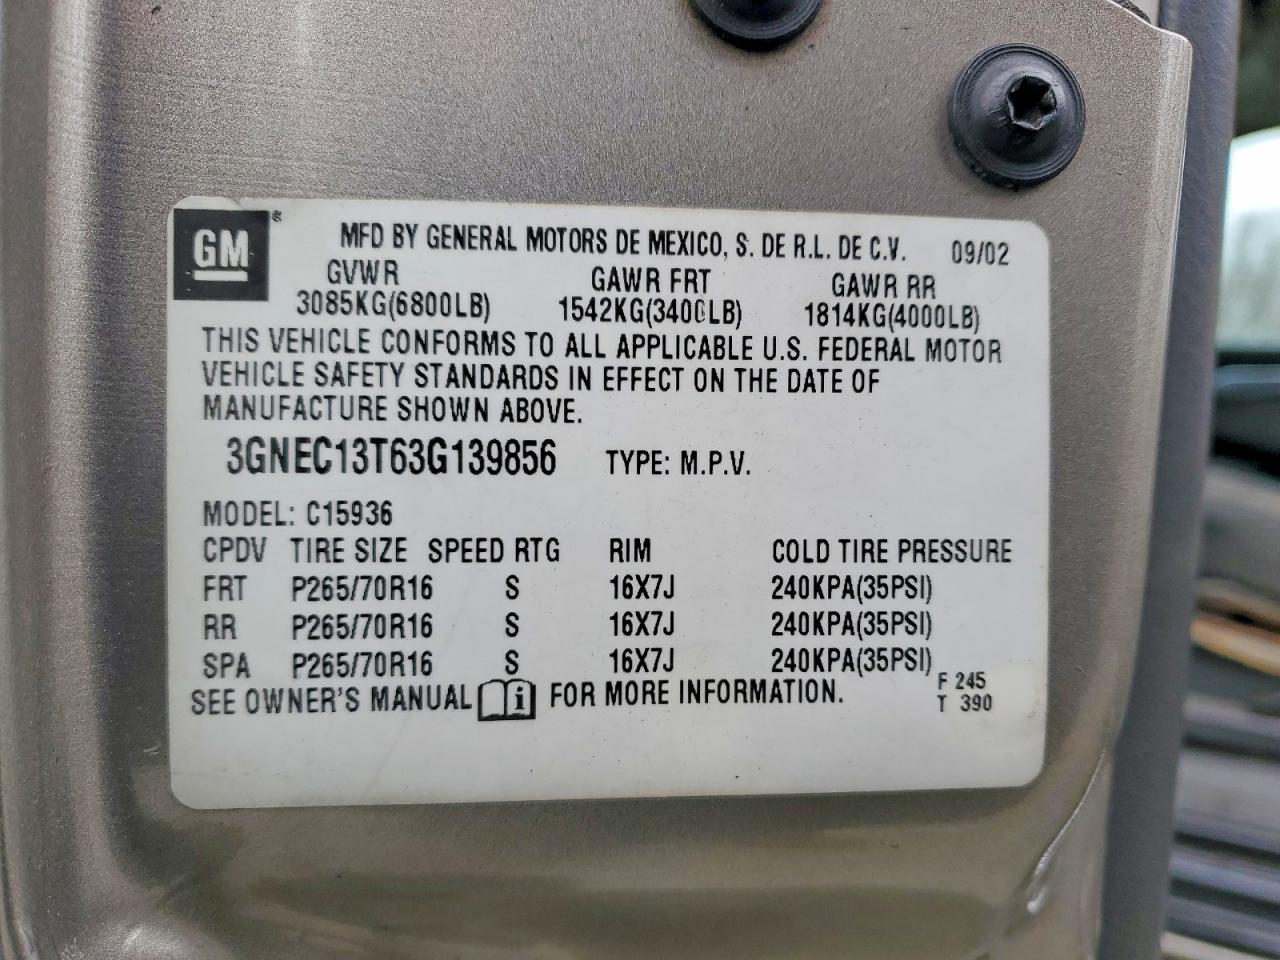 GM®
MFD BY GENERAL MOTORS DE MEXICO, S. DE R.L. DE C.V. 09/02
GVWR GAWR FRT GAWR RR
3085KG(6800LB) 1542KG(3400LB) 1814KG(4000LB)
THIS VEHICLE CONFORMS TO ALL APPLICABLE U.S. FEDERAL MOTOR
VEHICLE SAFETY STANDARDS IN EFFECT ON THE DATE OF
MANUFACTURE SHOWN ABOVE.
3GNEC13T63G139856 TYPE: M.P.V.
MODEL: C15936
CPDV TIRE SIZE SPEED RTG RIM COLD TIRE PRESSURE
FRT P265/70R16 S 16X7J 240KPA(35PSI)
RR P265/70R16 S 16X7J 240KPA(35PSI)
SPA P265/70R16 S 16X7J 240KPA(35PSI)
SEE OWNER'S MANUAL i FOR MORE INFORMATION.
F 245
T 390